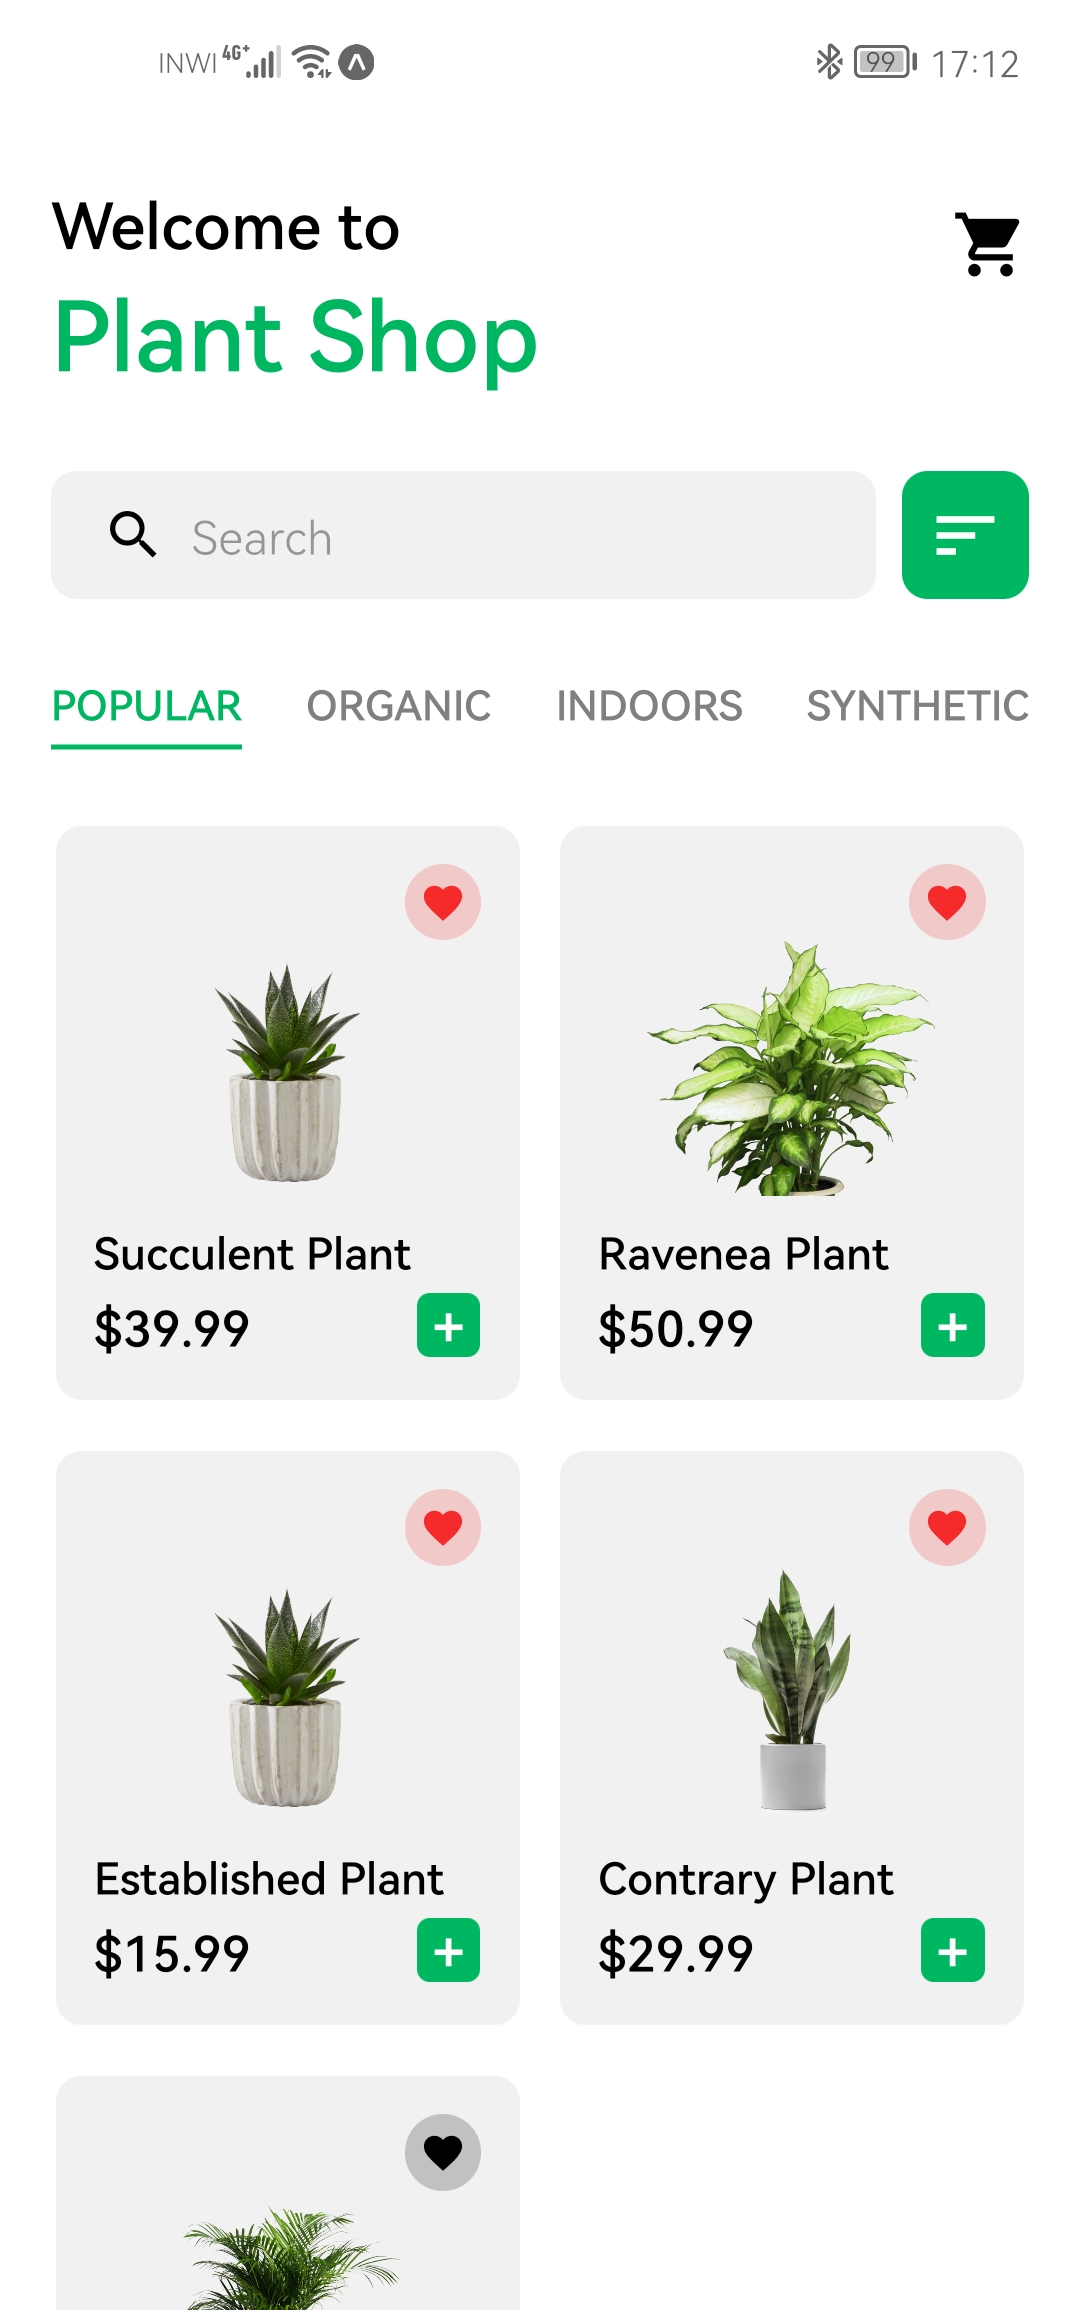 INWI 4G+ 99 17:12
Welcome to
Plant Shop
Search
POPULAR ORGANIC INDOORS SYNTHETIC
Succulent Plant
$39.99 +
Ravenea Plant
$50.99 +
Established Plant
$15.99 +
Contrary Plant
$29.99 +